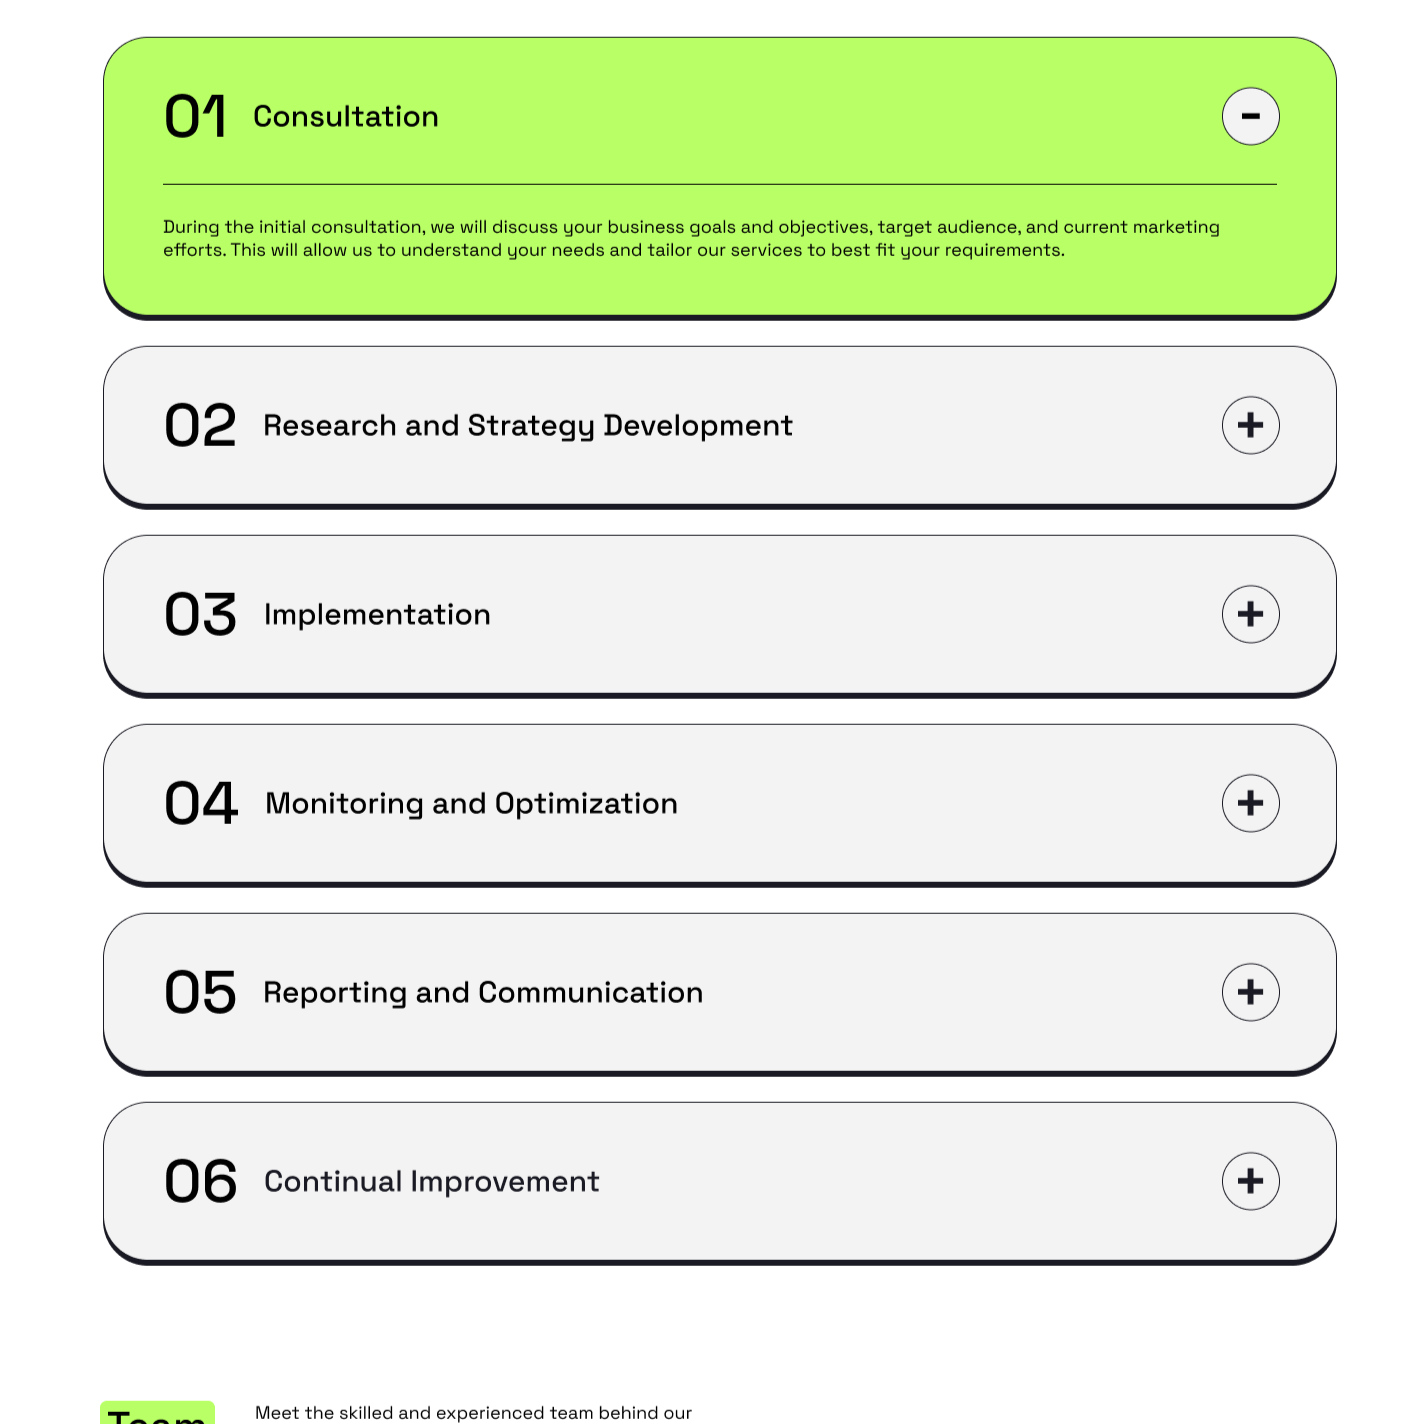 01 Consultation
During the initial consultation, we will discuss your business goals and objectives, target audience, and current marketing
efforts. This will allow us to understand your needs and tailor our services to best fit your requirements.
02 Research and Strategy Development
03 Implementation
04 Monitoring and Optimization
05 Reporting and Communication
06 Continual Improvement
Team
Meet the skilled and experienced team behind our